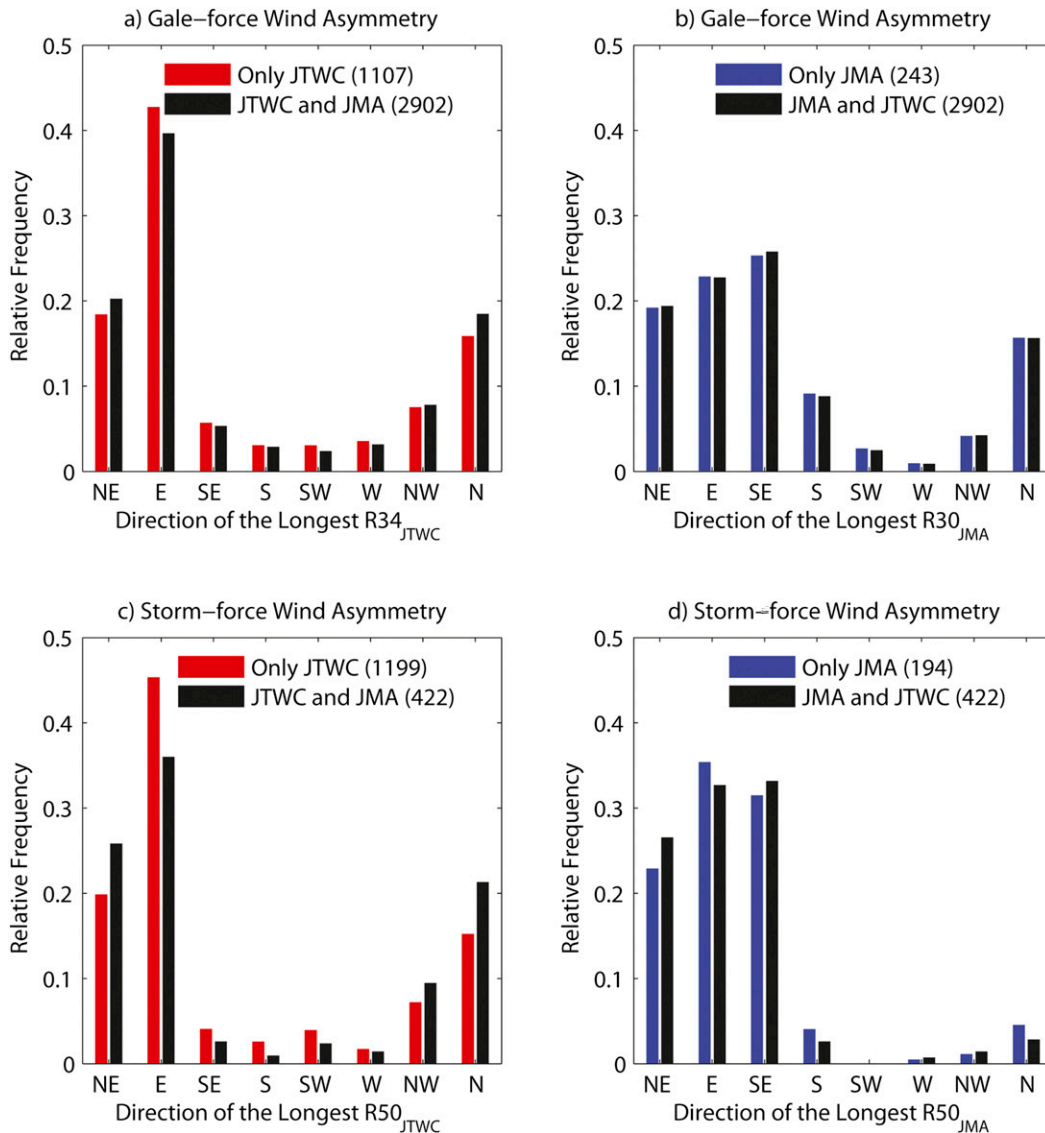 a) Gale−force Wind Asymmetry
0.5
0.4
0.3
0.2
0.1
0
Relative Frequency
Only JTWC (1107)
JTWC and JMA (2902)
NE E SE S SW W NW N
Direction of the Longest R34JTWC
b) Gale−force Wind Asymmetry
0.5
0.4
0.3
0.2
0.1
0
Relative Frequency
Only JMA (243)
JMA and JTWC (2902)
NE E SE S SW W NW N
Direction of the Longest R30JMA
c) Storm−force Wind Asymmetry
0.5
0.4
0.3
0.2
0.1
0
Relative Frequency
Only JTWC (1199)
JTWC and JMA (422)
NE E SE S SW W NW N
Direction of the Longest R50JTWC
d) Storm−force Wind Asymmetry
0.5
0.4
0.3
0.2
0.1
0
Relative Frequency
Only JMA (194)
JMA and JTWC (422)
NE E SE S SW W NW N
Direction of the Longest R50JMA